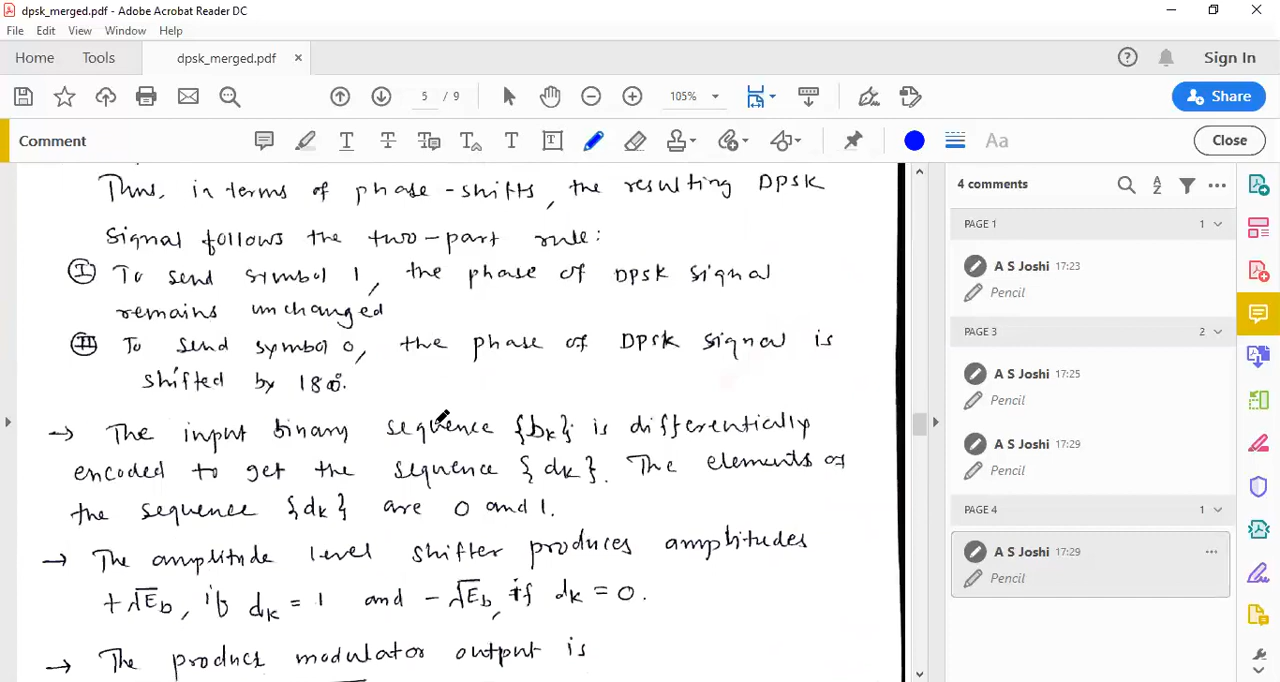 dpsk_merged.pdf - Adobe Acrobat Reader DC
File Edit View Window Help
Home Tools dpsk_merged.pdf × Sign In
5 / 9 105% Share
Comment Aa Close
Thus, in terms of phase-shifts, the resulting DPSK
signal follows the two-part rule:
I To send symbol 1, the phase of DPSK signal
remains unchanged
II To send symbol 0, the phase of DPSK signal is
shifted by 180°.
→ The input binary sequence {bk} is differentially
encoded to get the sequence {dk}. The elements of
the sequence {dk} are 0 and 1.
→ The amplitude level shifter produces amplitudes
+√Eb, if dk = 1 and -√Eb, if dk = 0.
→ The product modulator output is
4 comments
PAGE 1 1
A S Joshi 17:23
Pencil
PAGE 3 2
A S Joshi 17:25
Pencil
A S Joshi 17:29
Pencil
PAGE 4 1
A S Joshi 17:29
Pencil